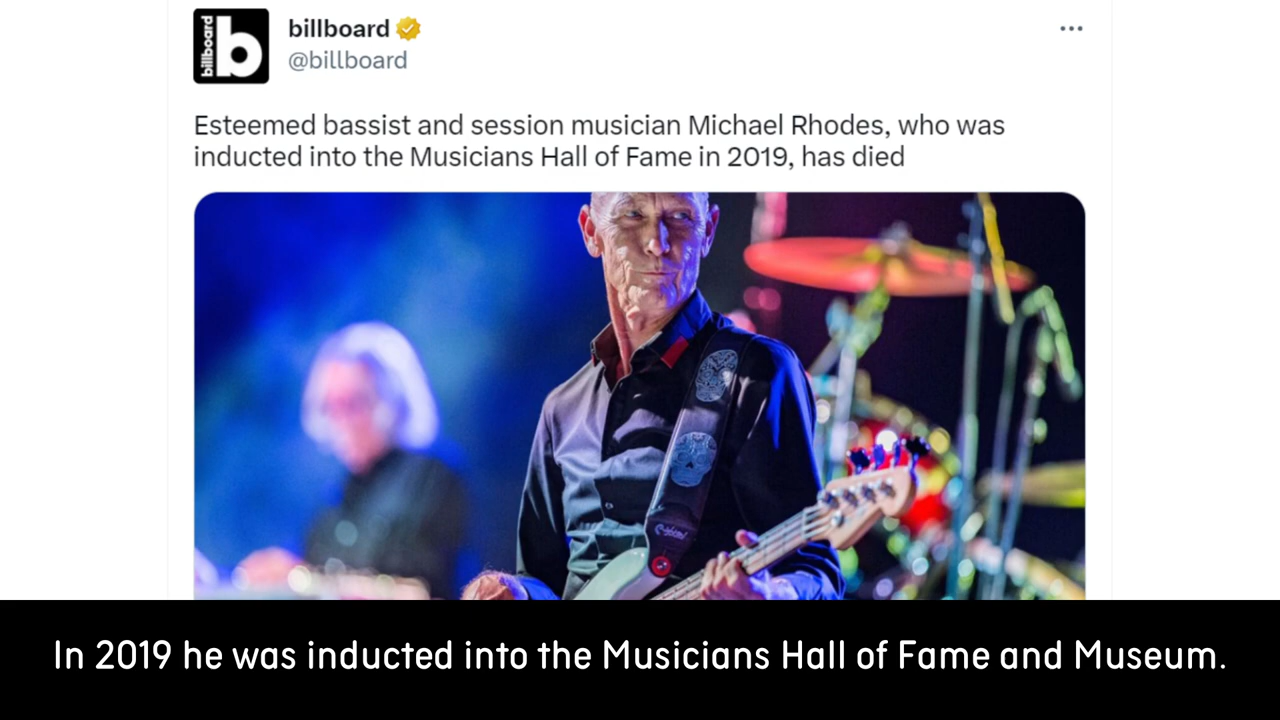 billboard
billboard
@billboard
Esteemed bassist and session musician Michael Rhodes, who was
inducted into the Musicians Hall of Fame in 2019, has died
In 2019 he was inducted into the Musicians Hall of Fame and Museum.